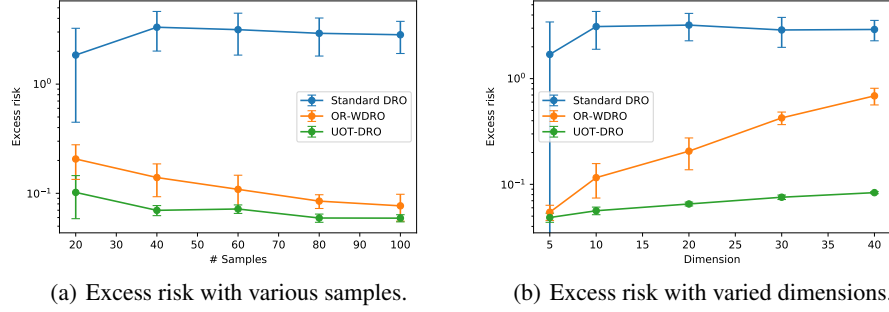 10⁰
10⁻¹
Excess risk
20 30 40 50 60 70 80 90 100
# Samples
Standard DRO
OR-WDRO
UOT-DRO
(a) Excess risk with various samples.
10⁰
10⁻¹
Excess risk
5 10 15 20 25 30 35 40
Dimension
Standard DRO
OR-WDRO
UOT-DRO
(b) Excess risk with varied dimensions.